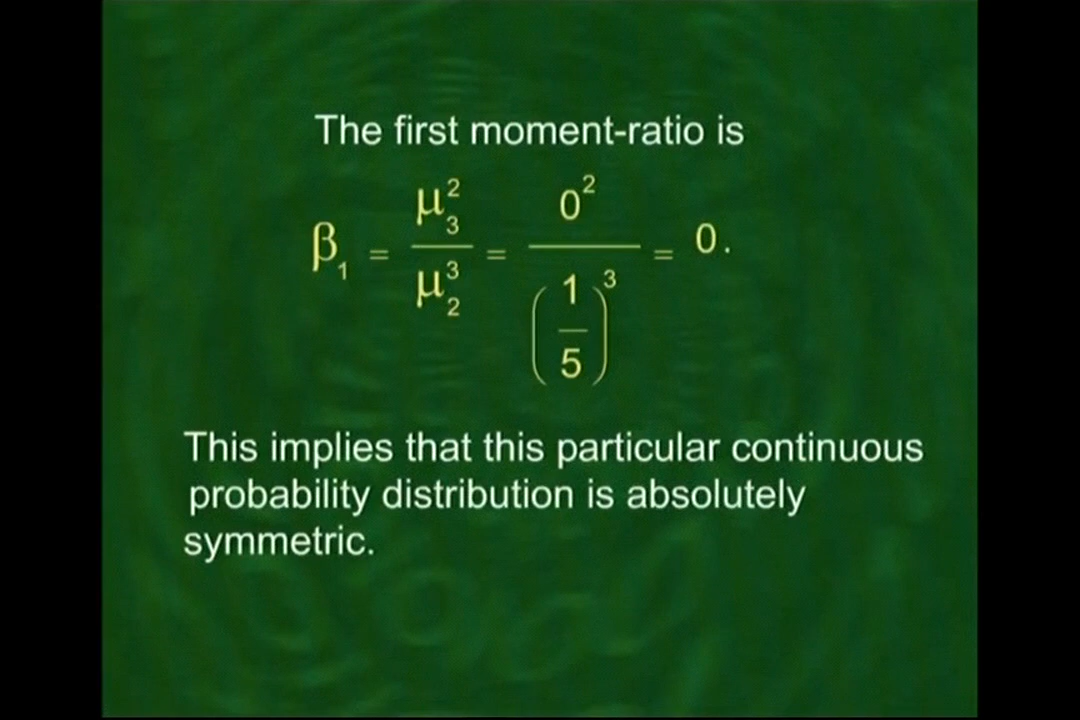 The first moment-ratio is
β₁ = μ₃² / μ₂³ = 0² / (1/5)³ = 0.
This implies that this particular continuous
probability distribution is absolutely
symmetric.